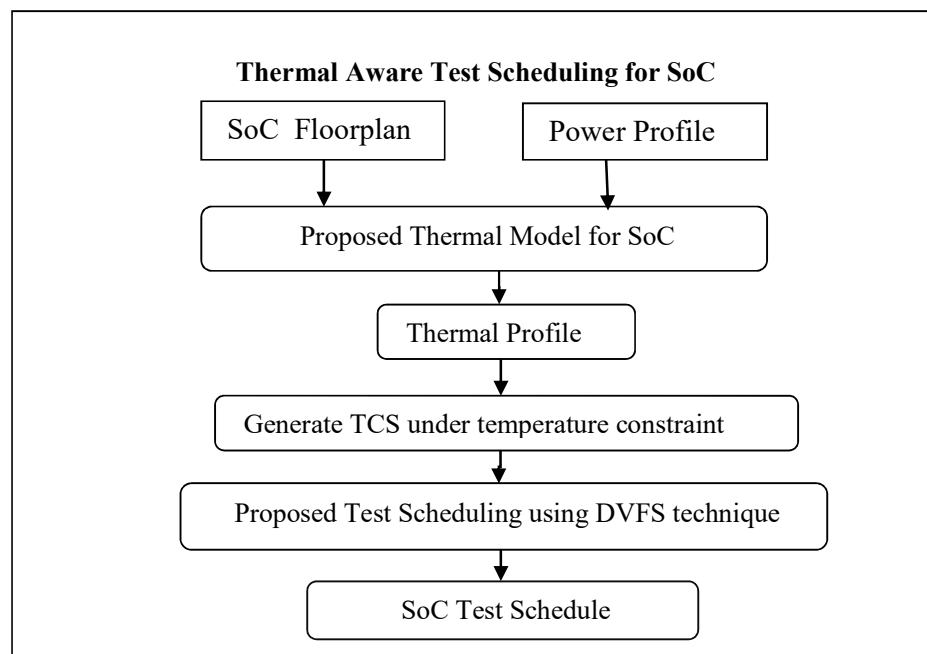 Thermal Aware Test Scheduling for SoC
SoC Floorplan
Power Profile
Proposed Thermal Model for SoC
Thermal Profile
Generate TCS under temperature constraint
Proposed Test Scheduling using DVFS technique
SoC Test Schedule